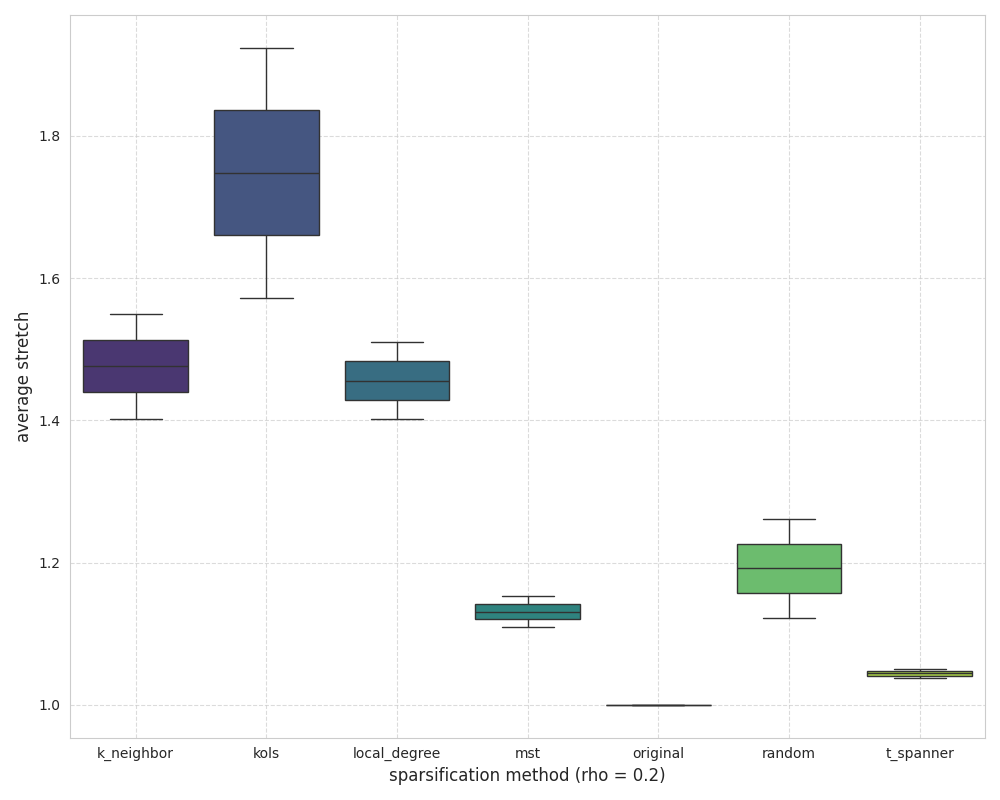 average stretch
1.8
1.6
1.4
1.2
1.0
k_neighbor kols local_degree mst original random t_spanner
sparsification method (rho = 0.2)